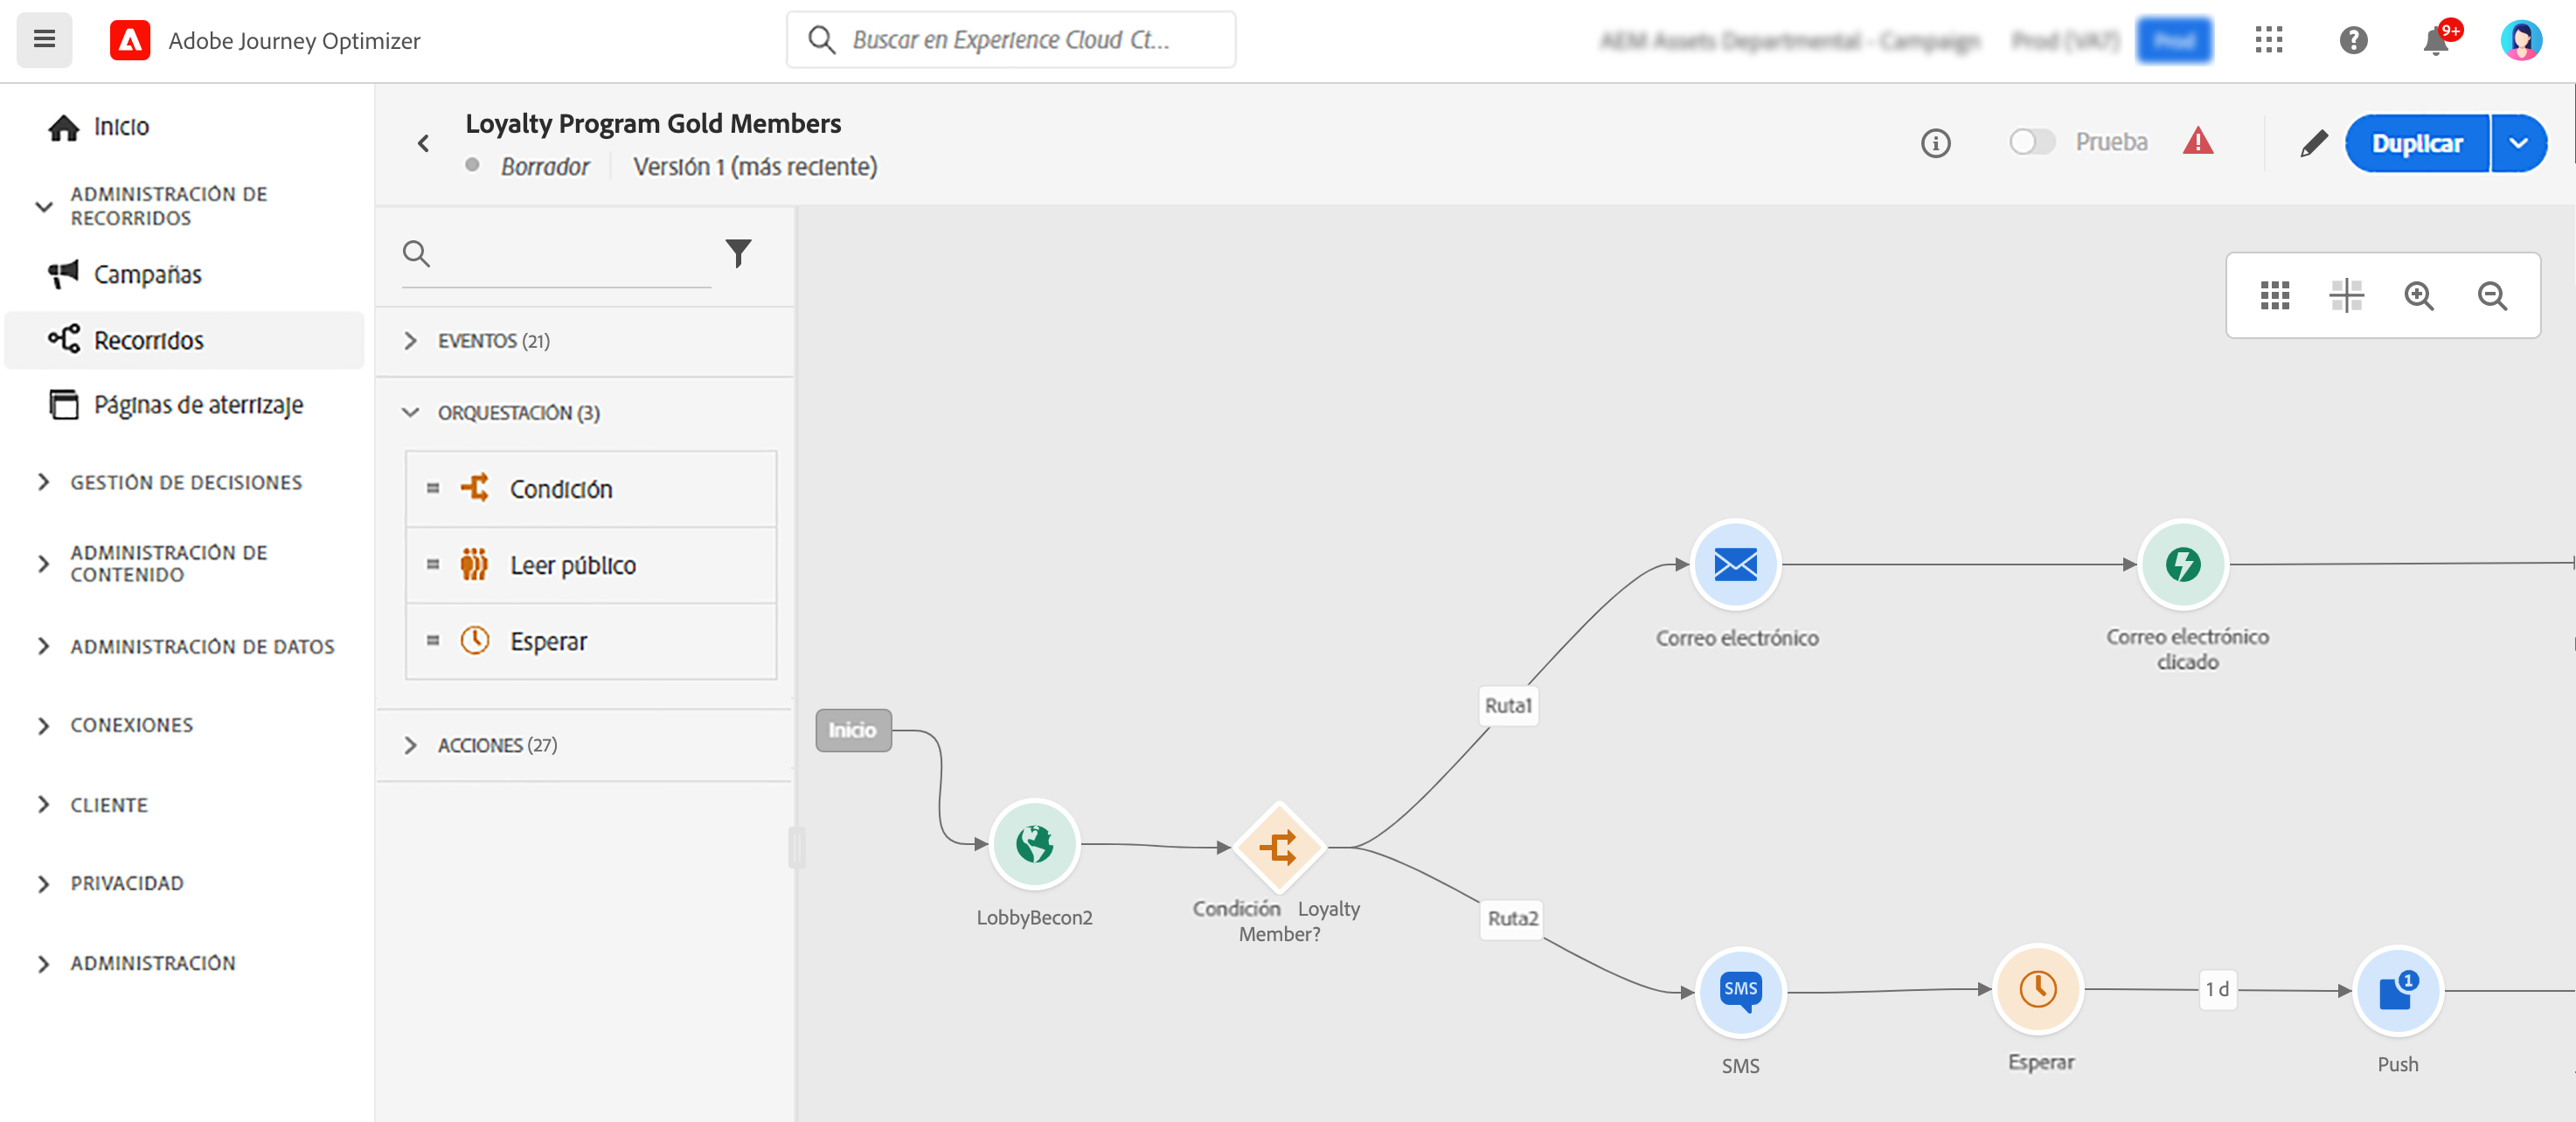 Adobe Journey Optimizer
Buscar en Experience Cloud Ct...
9+
Inicio
ADMINISTRACIÓN DE
RECORRIDOS
Campañas
Recorridos
Páginas de aterrizaje
GESTIÓN DE DECISIONES
ADMINISTRACIÓN DE
CONTENIDO
ADMINISTRACIÓN DE DATOS
CONEXIONES
CLIENTE
PRIVACIDAD
ADMINISTRACIÓN
Loyalty Program Gold Members
Borrador
Versión 1 (más reciente)
Prueba
Duplicar
EVENTOS (21)
ORQUESTACIÓN (3)
Condición
Leer público
Esperar
ACCIONES (27)
Inicio
LobbyBecon2
Condición Loyalty
Member?
Ruta1
Correo electrónico
Correo electrónico
clicado
Ruta2
SMS
SMS
Esperar
1 d
1
Push